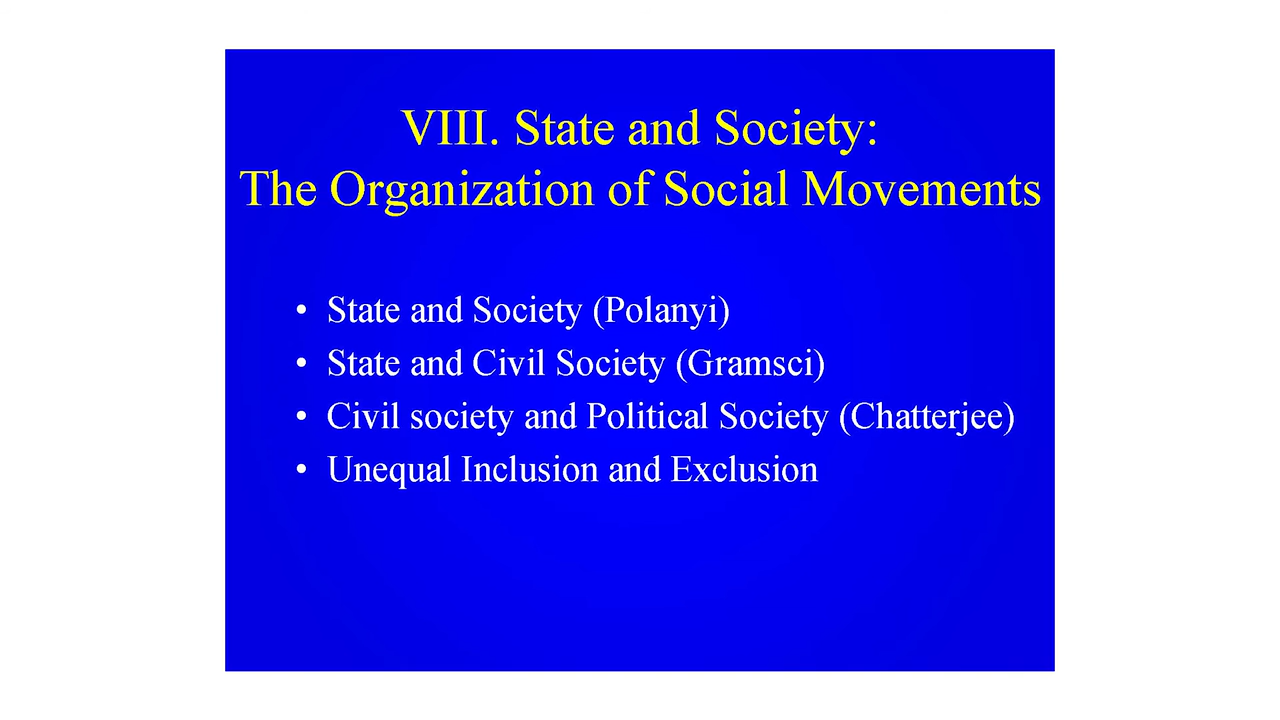 VIII. State and Society:
The Organization of Social Movements
• State and Society (Polanyi)
• State and Civil Society (Gramsci)
• Civil society and Political Society (Chatterjee)
• Unequal Inclusion and Exclusion